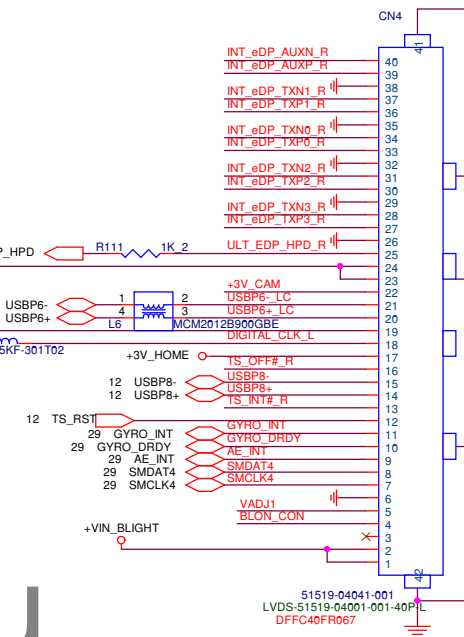 CN4
41
INT_eDP_AUXN_R
40
INT_eDP_AUXP_R
39
38
INT_eDP_TXN1_R
37
INT_eDP_TXP1_R
36
35
INT_eDP_TXN0_R
34
INT_eDP_TXP0_R
33
32
INT_eDP_TXN2_R
31
INT_eDP_TXP2_R
30
29
INT_eDP_TXN3_R
28
INT_eDP_TXP3_R
27
26
P_HPD R111 1K_2 ULT_EDP_HPD_R
25
24
23
+3V_CAM
22
USBP6- 1 2 USBP6-_LC
21
USBP6+ 4 3 USBP6+_LC
20
L6 MCM2012B900GBE
19
DIGITAL_CLK_L
18
5KF-301T02
+3V_HOME
17
TS_OFF#_R
16
12 USBP8- USBP8-
15
12 USBP8+ USBP8+
14
TS_INT#_R
13
12 TS_RST
12
29 GYRO_INT GYRO_INT
11
29 GYRO_DRDY GYRO_DRDY
10
29 AE_INT AE_INT
9
29 SMDAT4 SMDAT4
8
29 SMCLK4 SMCLK4
7
6
VADJ1
5
BLON_CON
4
+VIN_BLIGHT
3
2
1
42
51519-04041-001
LVDS-51519-04001-001-40P-L
DFFC40FR067